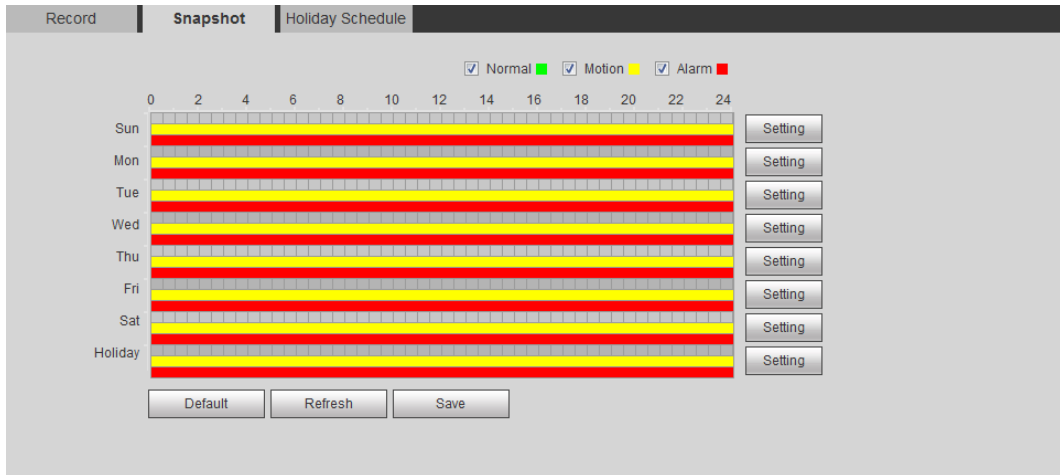 Record Snapshot Holiday Schedule
Normal Motion Alarm
0 2 4 6 8 10 12 14 16 18 20 22 24
Sun Setting
Mon Setting
Tue Setting
Wed Setting
Thu Setting
Fri Setting
Sat Setting
Holiday Setting
Default Refresh Save